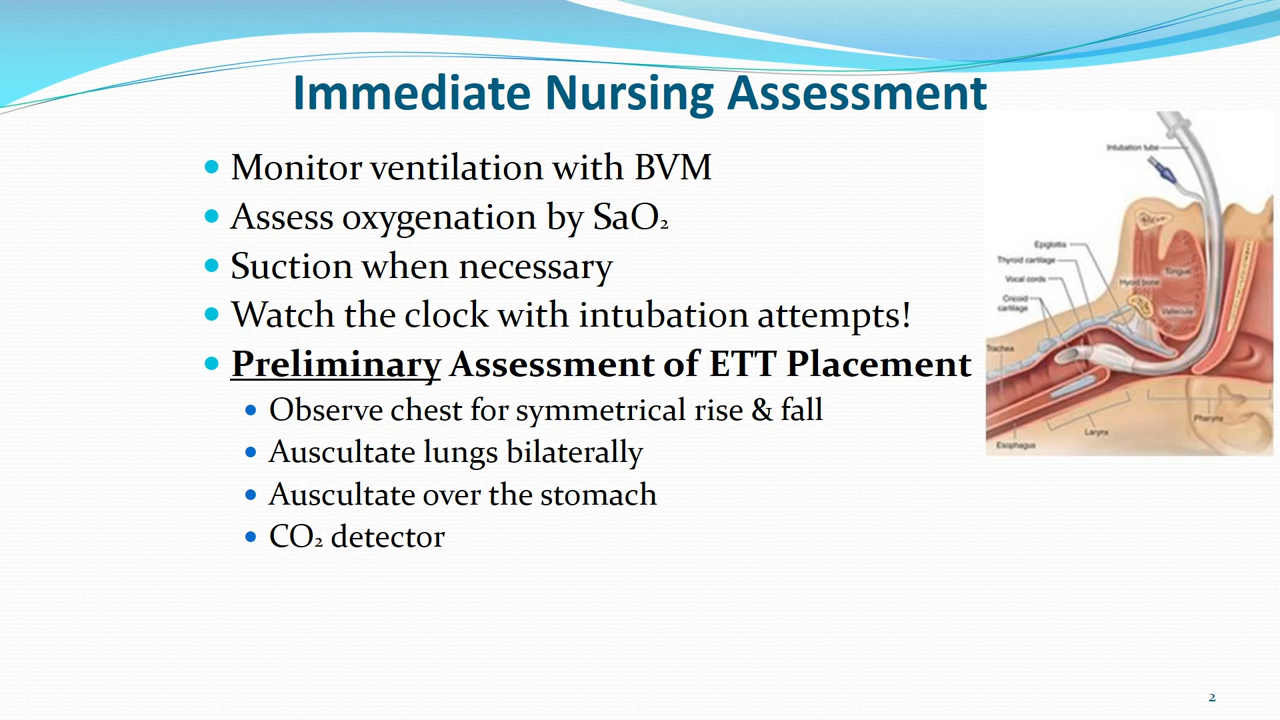 Immediate Nursing Assessment
Monitor ventilation with BVM
Assess oxygenation by SaO₂
Suction when necessary
Watch the clock with intubation attempts!
Preliminary Assessment of ETT Placement
Observe chest for symmetrical rise & fall
Auscultate lungs bilaterally
Auscultate over the stomach
CO₂ detector
Intubation tube
Epiglottis
Thyroid cartilage
Vocal cords
Cricoid
cartilage
Trachea
Esophagus
Tongue
Hyoid bone
Vallecula
Larynx
Pharynx
2